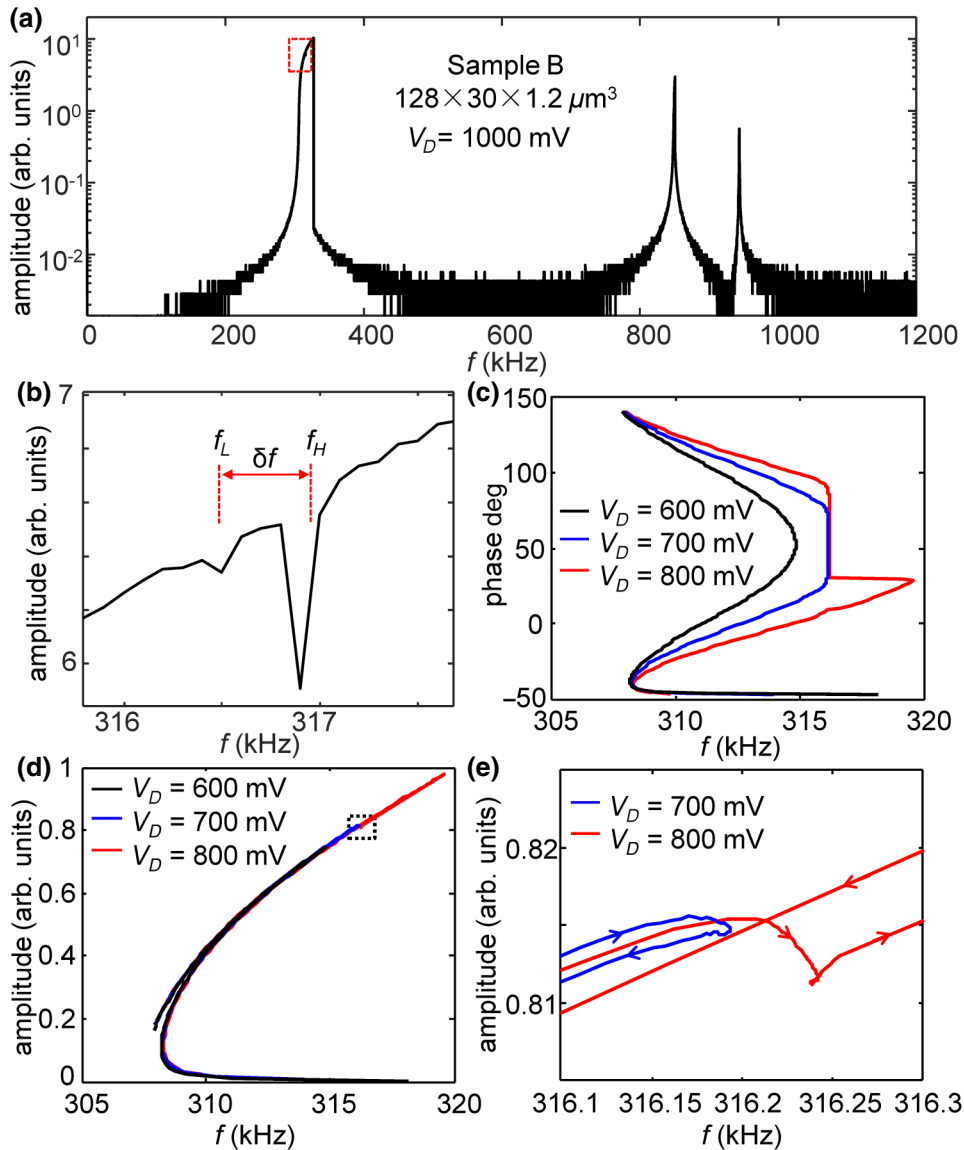 (a)
amplitude (arb. units)
10¹
10⁰
10⁻¹
10⁻²
Sample B
128×30×1.2 μm³
V_D = 1000 mV
0 200 400 600 800 1000 1200
f (kHz)
(b)
amplitude (arb. units)
7
6
f_L
δf
f_H
316 317
f (kHz)
(c)
phase deg
150
100
50
0
−50
V_D = 600 mV
V_D = 700 mV
V_D = 800 mV
305 310 315 320
f (kHz)
(d)
amplitude (arb. units)
1
0.8
0.6
0.4
0.2
0
V_D = 600 mV
V_D = 700 mV
V_D = 800 mV
305 310 315 320
f (kHz)
(e)
amplitude (arb. units)
0.82
0.81
V_D = 700 mV
V_D = 800 mV
316.1 316.15 316.2 316.25 316.3
f (kHz)